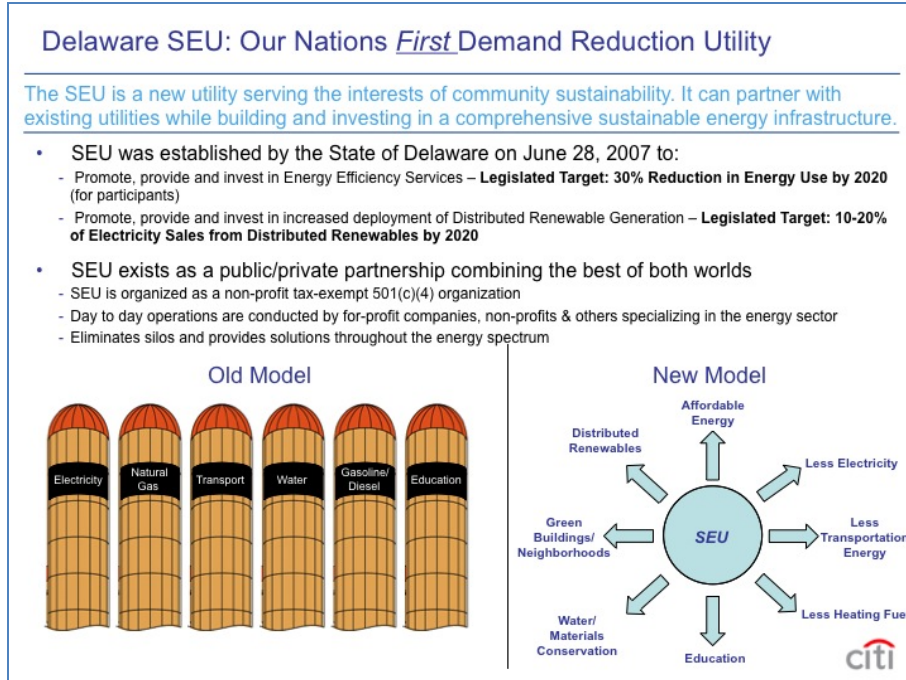 Delaware SEU: Our Nations First Demand Reduction Utility
The SEU is a new utility serving the interests of community sustainability. It can partner with
existing utilities while building and investing in a comprehensive sustainable energy infrastructure.
• SEU was established by the State of Delaware on June 28, 2007 to:
- Promote, provide and invest in Energy Efficiency Services – Legislated Target: 30% Reduction in Energy Use by 2020
(for participants)
- Promote, provide and invest in increased deployment of Distributed Renewable Generation – Legislated Target: 10-20%
of Electricity Sales from Distributed Renewables by 2020
• SEU exists as a public/private partnership combining the best of both worlds
- SEU is organized as a non-profit tax-exempt 501(c)(4) organization
- Day to day operations are conducted by for-profit companies, non-profits & others specializing in the energy sector
- Eliminates silos and provides solutions throughout the energy spectrum
Old Model
Electricity
Natural
Gas
Transport
Water
Gasoline/
Diesel
Education
New Model
Affordable
Energy
Distributed
Renewables
Less Electricity
Green
Buildings/
Neighborhoods
SEU
Less
Transportation
Energy
Water/
Materials
Conservation
Less Heating Fue
Education
citi